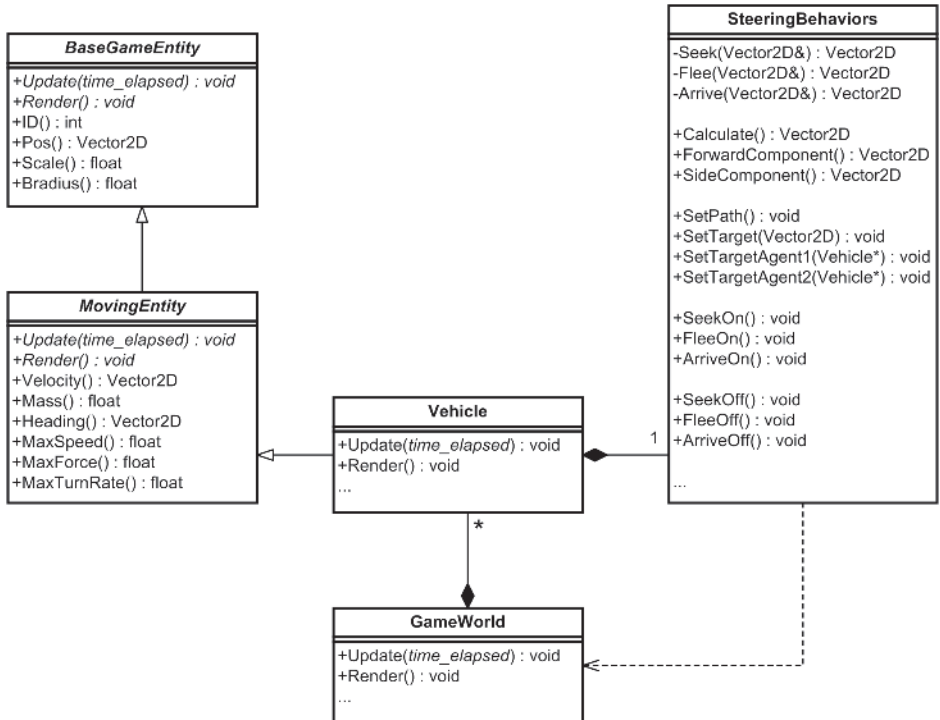 BaseGameEntity
+Update(time_elapsed) : void
+Render() : void
+ID() : int
+Pos() : Vector2D
+Scale() : float
+Bradius() : float
MovingEntity
+Update(time_elapsed) : void
+Render() : void
+Velocity() : Vector2D
+Mass() : float
+Heading() : Vector2D
+MaxSpeed() : float
+MaxForce() : float
+MaxTurnRate() : float
Vehicle
+Update(time_elapsed) : void
+Render() : void
...
1
*
GameWorld
+Update(time_elapsed) : void
+Render() : void
...
SteeringBehaviors
-Seek(Vector2D&) : Vector2D
-Flee(Vector2D&) : Vector2D
-Arrive(Vector2D&) : Vector2D
+Calculate() : Vector2D
+ForwardComponent() : Vector2D
+SideComponent() : Vector2D
+SetPath() : void
+SetTarget(Vector2D) : void
+SetTargetAgent1(Vehicle*) : void
+SetTargetAgent2(Vehicle*) : void
+SeekOn() : void
+FleeOn() : void
+ArriveOn() : void
+SeekOff() : void
+FleeOff() : void
+ArriveOff() : void
...